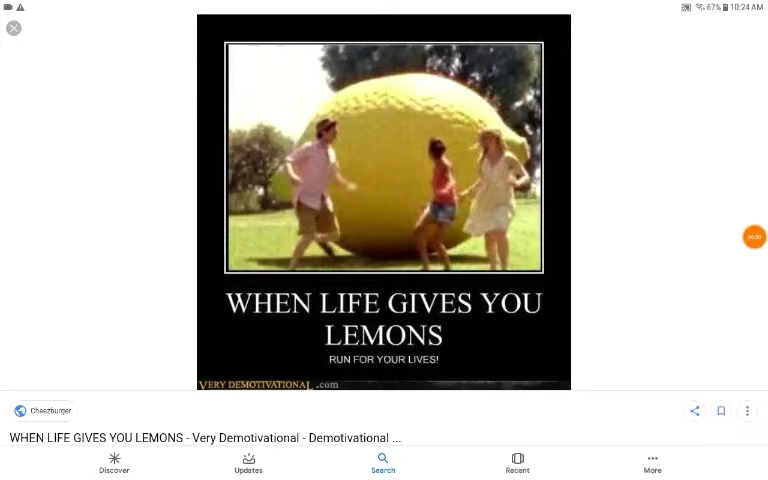 67% 10:24 AM
WHEN LIFE GIVES YOU
LEMONS
RUN FOR YOUR LIVES!
VERY DEMOTIVATIONAL .com
Cheezburger
WHEN LIFE GIVES YOU LEMONS - Very Demotivational - Demotivational ...
Discover
Updates
Search
Recent
More